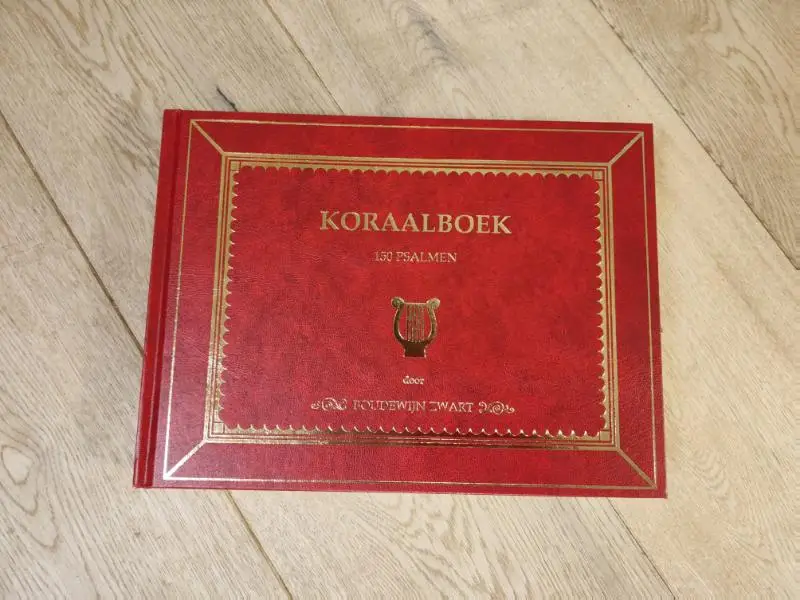 KORAALBOEK
150 PSALMEN
door
BOUDEWIJN ZWART